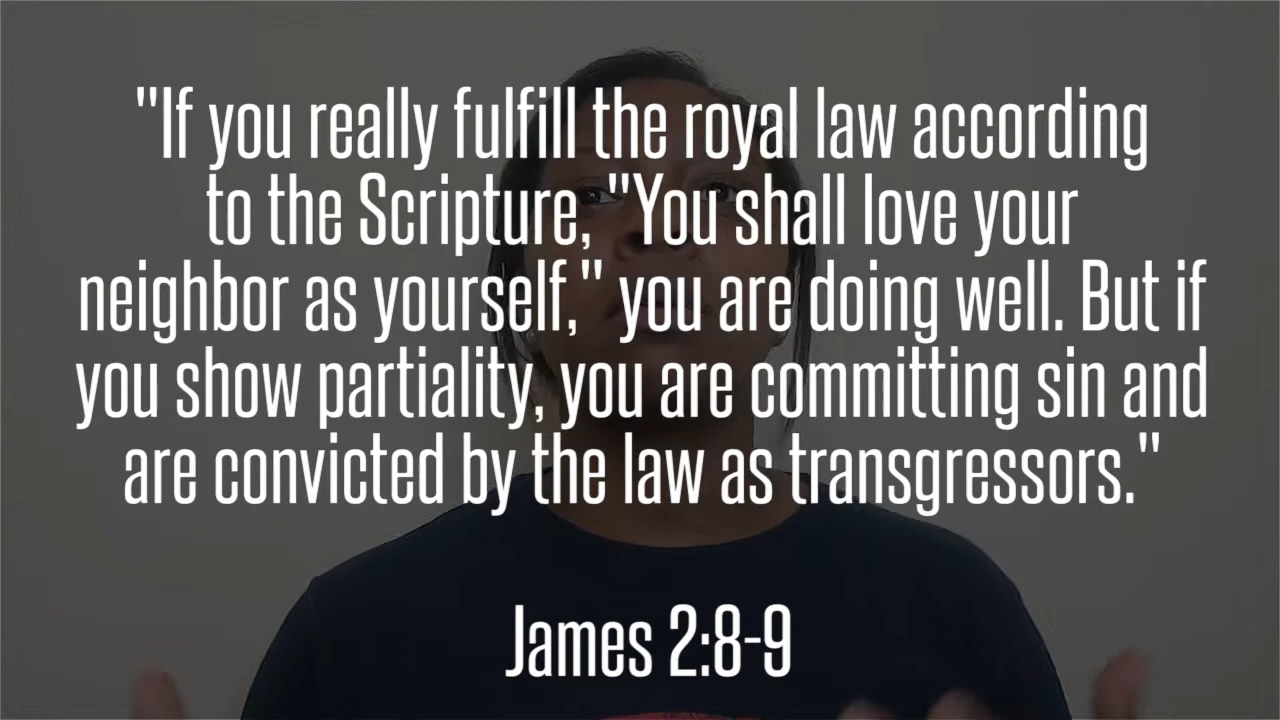 "If you really fulfill the royal law according
to the Scripture,"You shall love your
neighbor as yourself," you are doing well. But if
you show partiality, you are committing sin and
are convicted by the law as transgressors."
James 2:8-9